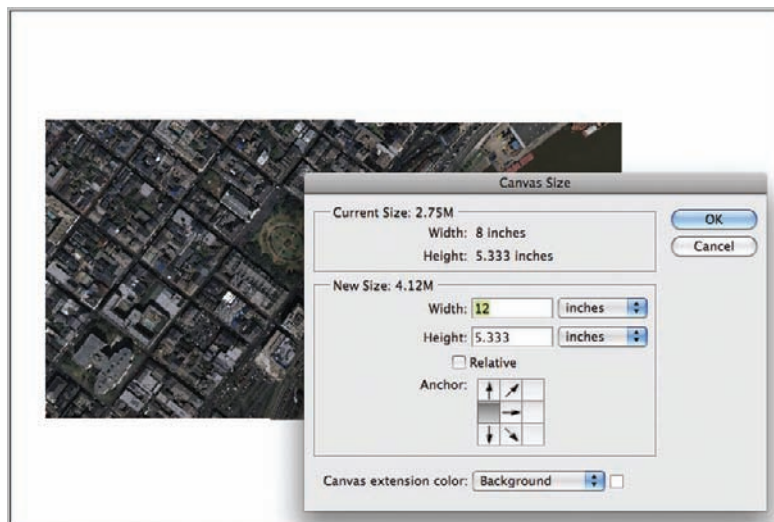 Canvas Size
Current Size: 2.75M
Width: 8 inches
Height: 5.333 inches
OK
Cancel
New Size: 4.12M
Width: 12 inches
Height: 5.333 inches
Relative
Anchor:
Canvas extension color: Background